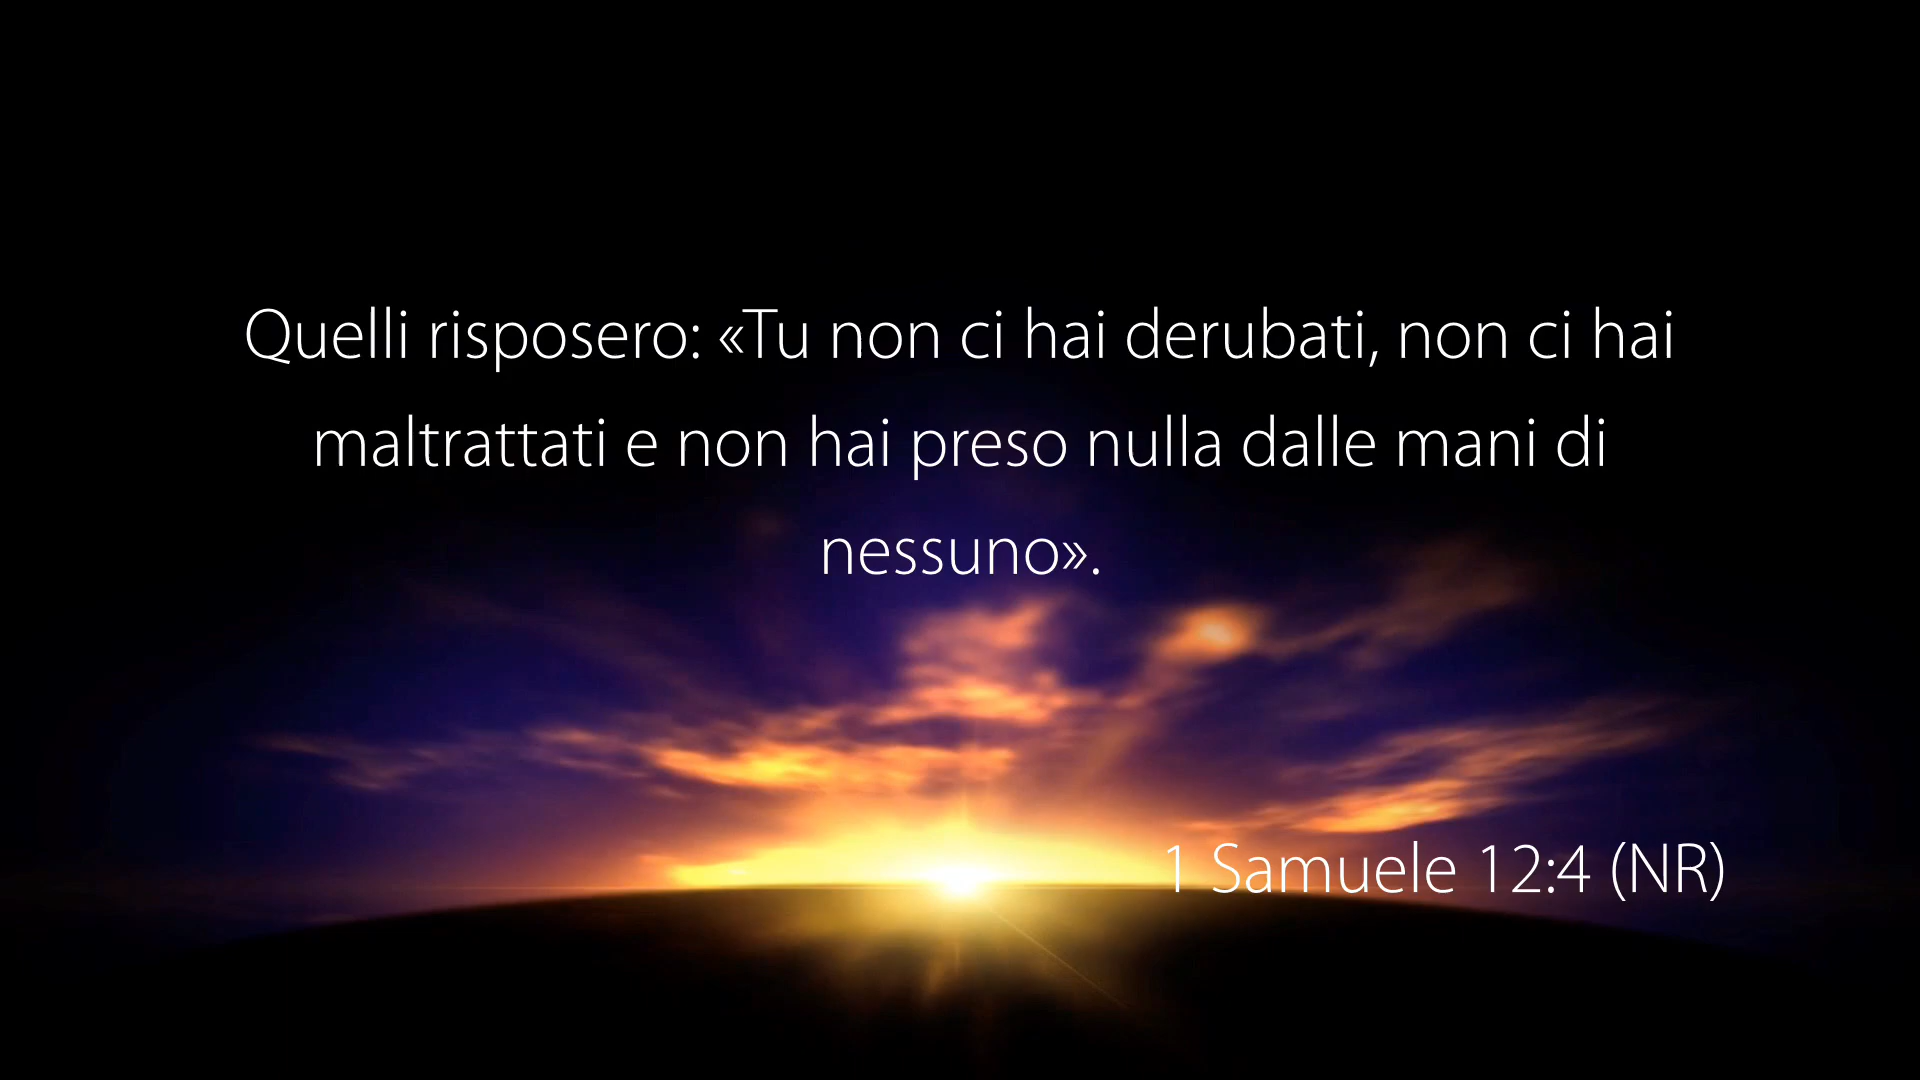 Quelli risposero: «Tu non ci hai derubati, non ci hai
maltrattati e non hai preso nulla dalle mani di
nessuno».
1 Samuele 12:4 (NR)